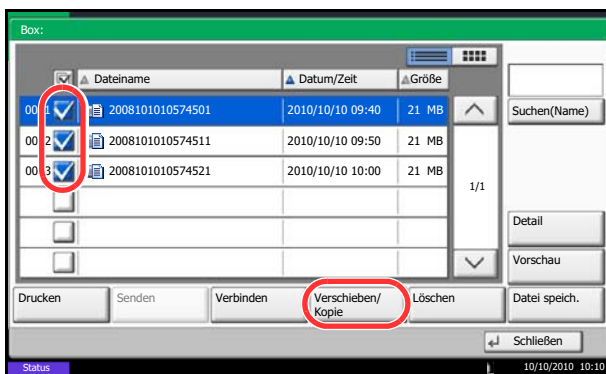 Box:
Dateiname Datum/Zeit Größe
2008101010574501 2010/10/10 09:40 21 MB
Suchen(Name)
2008101010574511 2010/10/10 09:50 21 MB
2008101010574521 2010/10/10 10:00 21 MB
1/1
Detail
Vorschau
Drucken Senden Verbinden Verschieben/
Kopie Löschen Datei speich.
Schließen
Status 10/10/2010 10:10